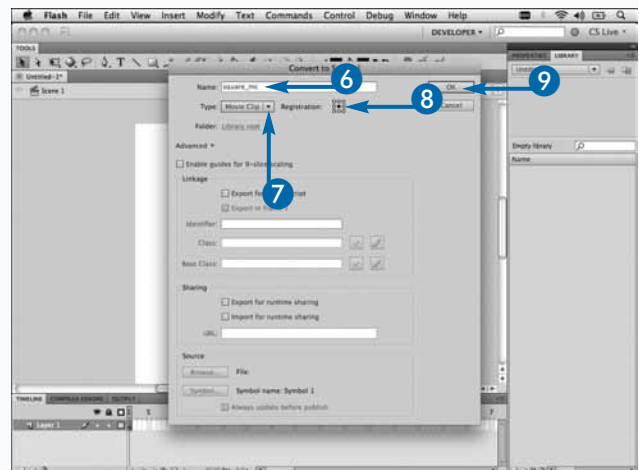 Flash File Edit View Insert Modify Text Commands Control Debug Window Help
DEVELOPER
CS Live
TOOLS
PROPERTIES LIBRARY
Untitled-1*
Scene 1
Convert to
Name: square_mc
OK
Type: Movie Clip Registration:
Cancel
Folder: Library root
Advanced
Enable guides for 9-slice scaling
Linkage
Export for
Export in
Identifier:
Class:
Base Class:
Sharing
Export for runtime sharing
Import for runtime sharing
URL:
Source
Browse... File:
Symbol... Symbol name: Symbol 1
Always update before publish
Empty library
Name
TIMELINE COMPILER ERRORS OUTPUT
Layer 1
6
7
8
9